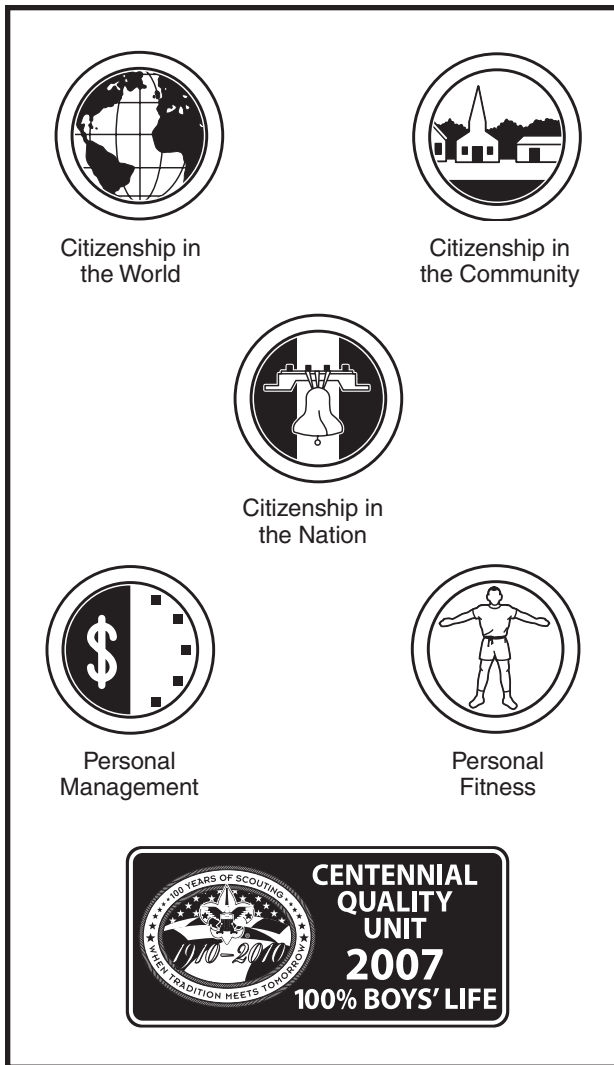 Citizenship in
the World
Citizenship in
the Community
Citizenship in
the Nation
$
Personal
Management
Personal
Fitness
100 YEARS OF SCOUTING
1910–2010
WHEN TRADITION MEETS TOMORROW
CENTENNIAL
QUALITY
UNIT
2007
100% BOYS' LIFE